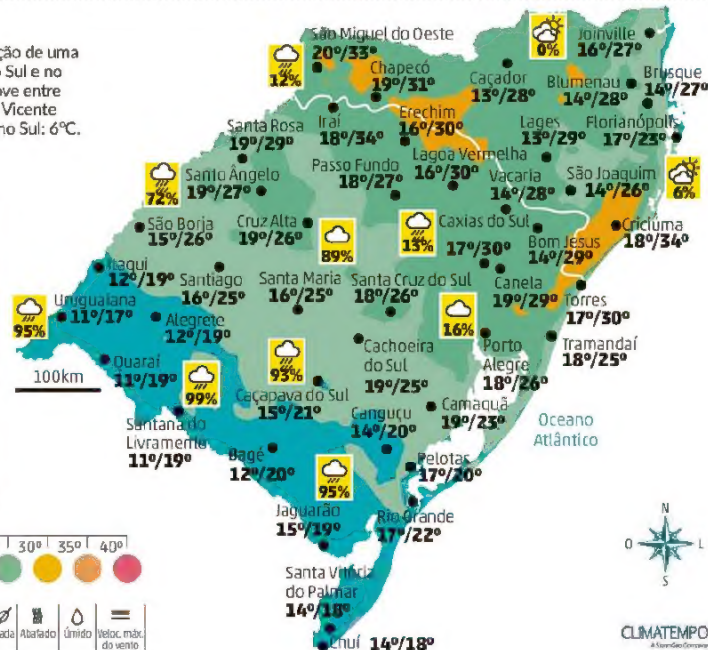 ção de uma
o Sul e no
ove entre
Vicente
no Sul: 6ºC.
São Miguel do Oeste
20º/33º
12%
Chapecó
19º/31º
Caçador
13º/28º
0%
Joinville
16º/27º
Blumenau
14º/28º
Brusque
14º/27º
Florianópolis
17º/23º
Iraí
18º/34º
Erechim
16º/30º
Lages
13º/29º
Santa Rosa
19º/29º
Passo Fundo
18º/27º
Lagoa Vermelha
16º/30º
Vacaria
14º/28º
São Joaquim
14º/26º
6%
72%
Santo Ângelo
19º/27º
São Borja
15º/26º
Cruz Alta
19º/26º
89%
13%
Caxias do Sul
17º/30º
Bom Jesus
14º/29º
Criciúma
18º/34º
Itaqui
12º/19º
Santiago
16º/25º
Santa Maria
16º/25º
Santa Cruz do Sul
18º/26º
Canela
19º/29º
Torres
17º/30º
95%
Uruguaiana
11º/17º
Alegrete
12º/19º
16%
Porto
Alegre
18º/26º
Tramandaí
18º/25º
Quaraí
11º/19º
100km
99%
93%
Cachoeira
do Sul
19º/25º
Caçapava do Sul
15º/21º
Camaquã
19º/23º
Oceano
Atlântico
Santana do
Livramento
11º/19º
Canguçu
14º/20º
Bagé
12º/20º
95%
Pelotas
17º/20º
Jaguarão
15º/19º
Rio Grande
17º/22º
Santa Vitória
do Palmar
14º/18º
Chuí 14º/18º
30º 35º 40º
Abafado
Úmido
Veloc. máx.
do vento
N
O L
S
CLIMATEMPO